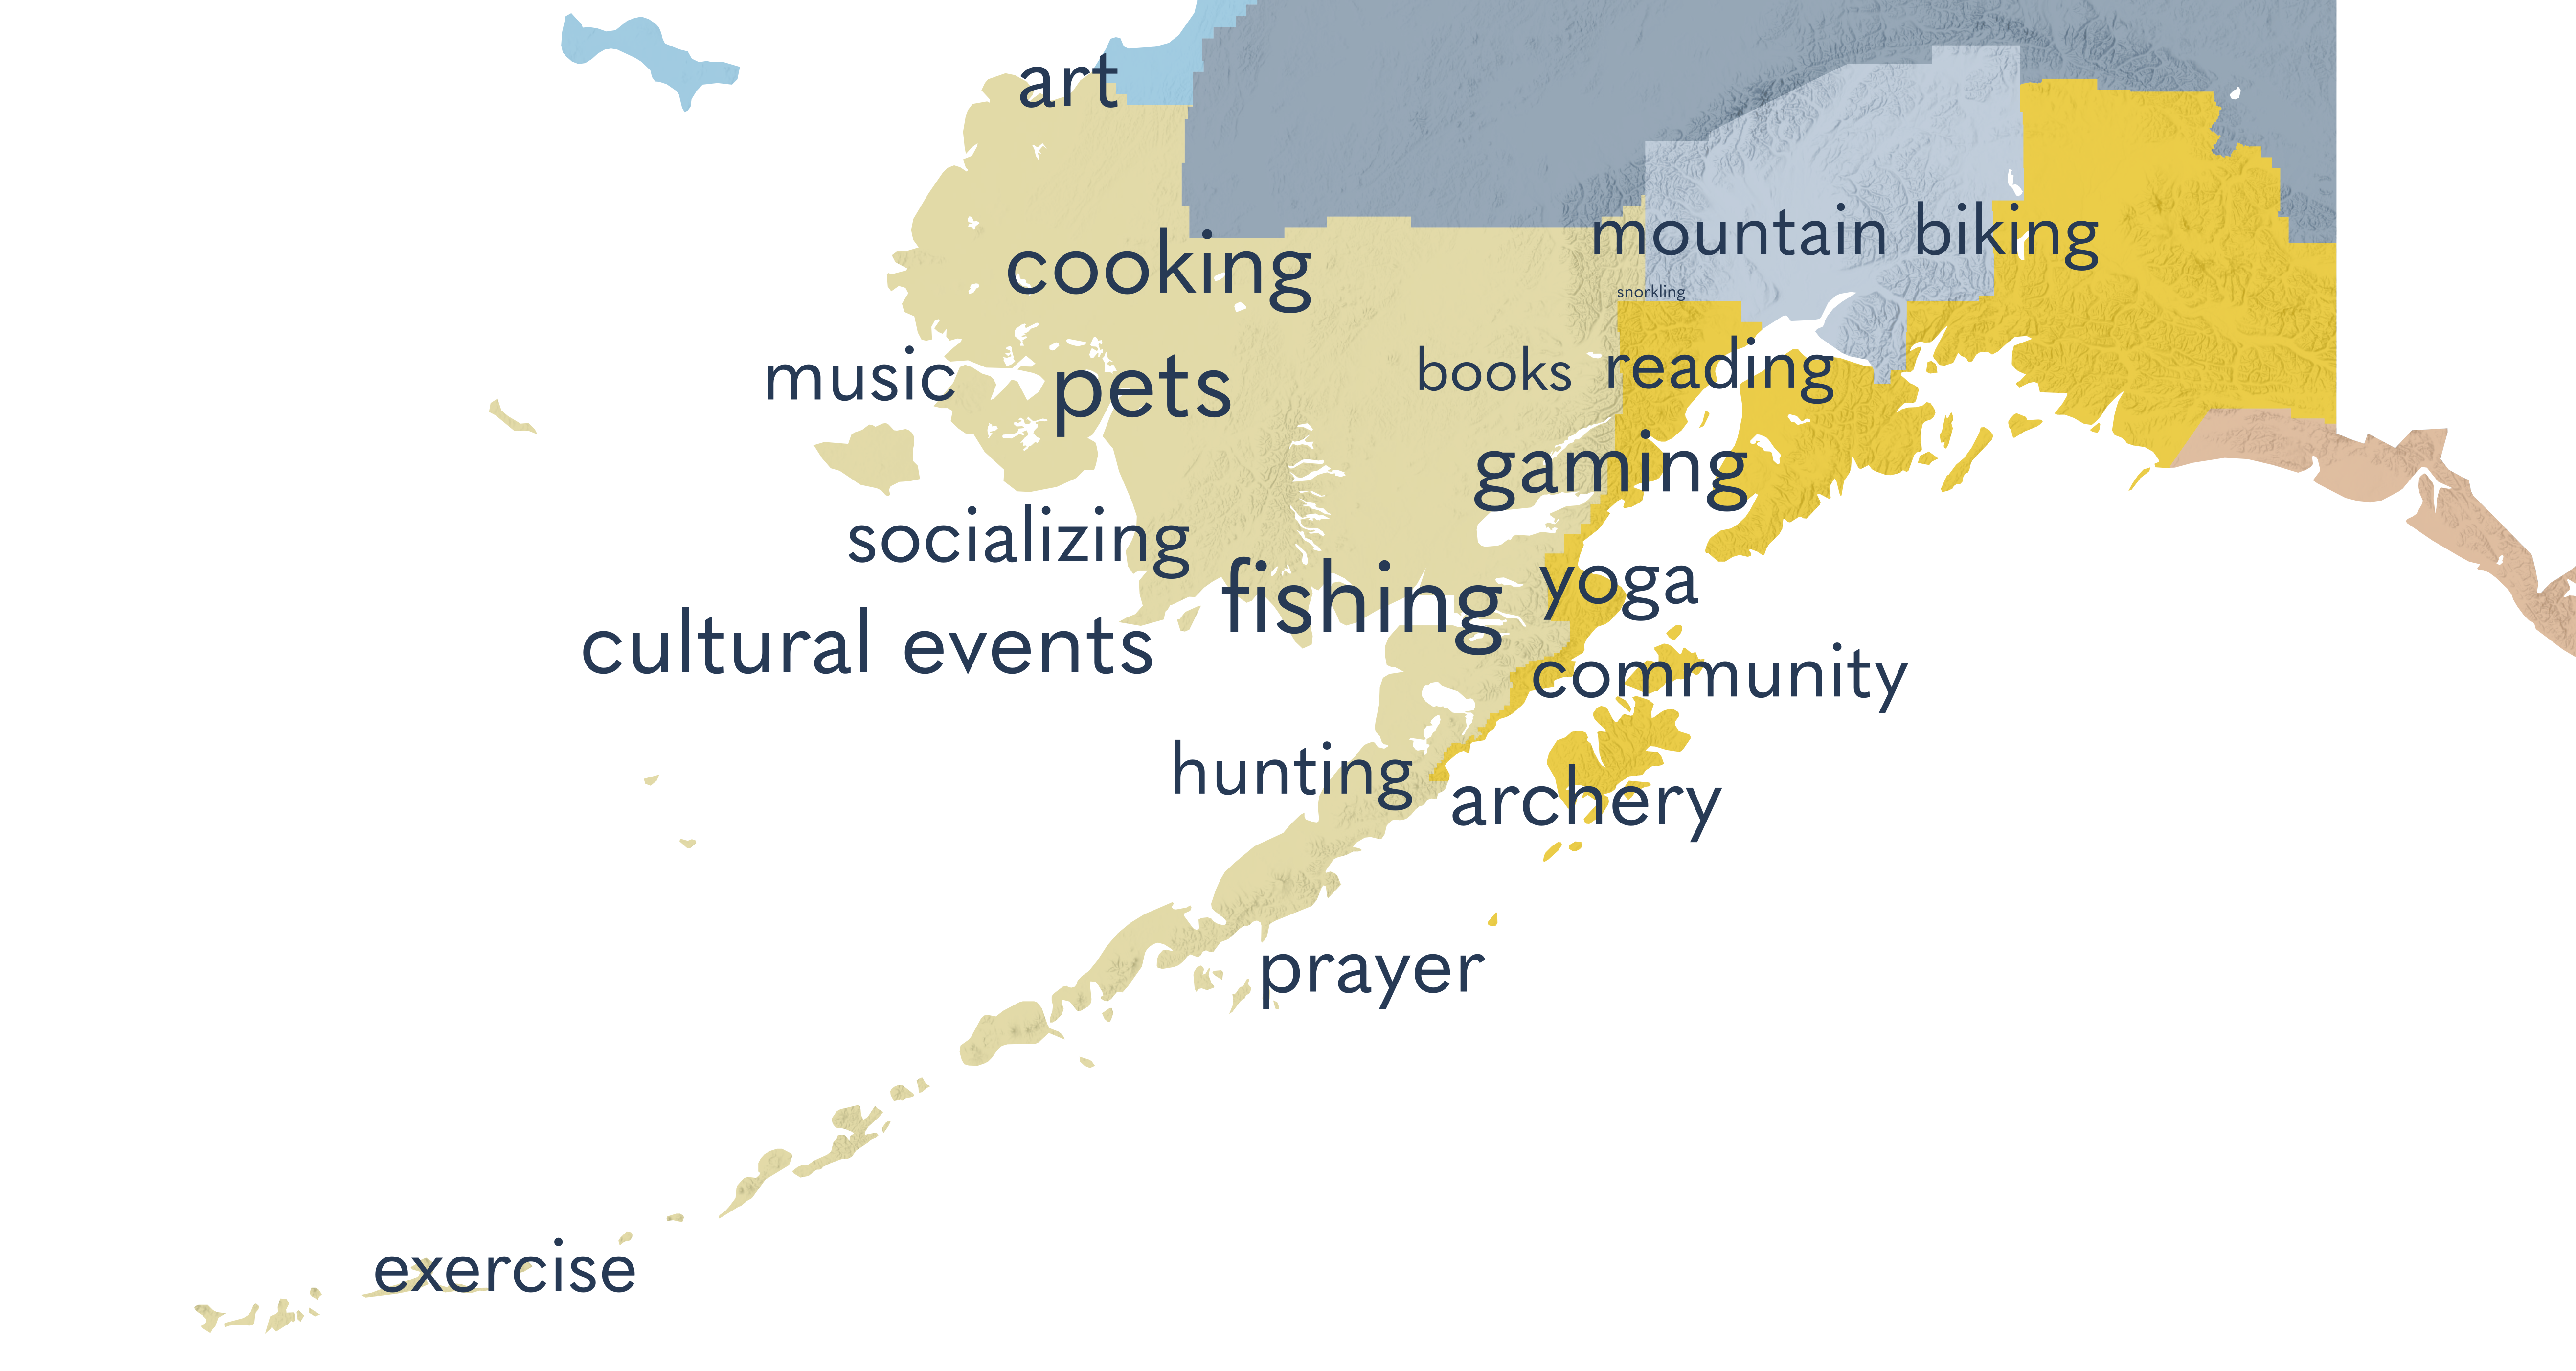 art
mountain biking
cooking
snorkling
music
pets
books
reading
gaming
socializing
fishing
yoga
cultural events
community
hunting
archery
prayer
exercise